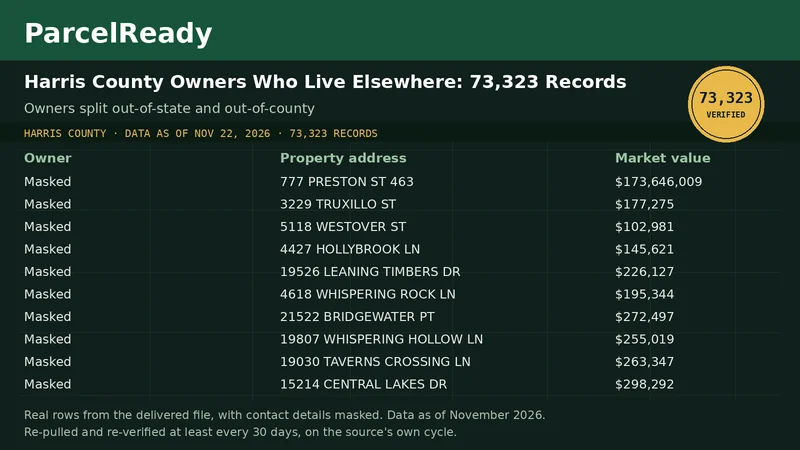 ParcelReady
Harris County Owners Who Live Elsewhere: 73,323 Records
Owners split out-of-state and out-of-county
73,323
VERIFIED
HARRIS COUNTY · DATA AS OF NOV 22, 2026 · 73,323 RECORDS
Owner Property address Market value
Masked 777 PRESTON ST 463 $173,646,009
Masked 3229 TRUXILLO ST $177,275
Masked 5118 WESTOVER ST $102,981
Masked 4427 HOLLYBROOK LN $145,621
Masked 19526 LEANING TIMBERS DR $226,127
Masked 4618 WHISPERING ROCK LN $195,344
Masked 21522 BRIDGEWATER PT $272,497
Masked 19807 WHISPERING HOLLOW LN $255,019
Masked 19030 TAVERNS CROSSING LN $263,347
Masked 15214 CENTRAL LAKES DR $298,292
Real rows from the delivered file, with contact details masked. Data as of November 2026.
Re-pulled and re-verified at least every 30 days, on the source's own cycle.